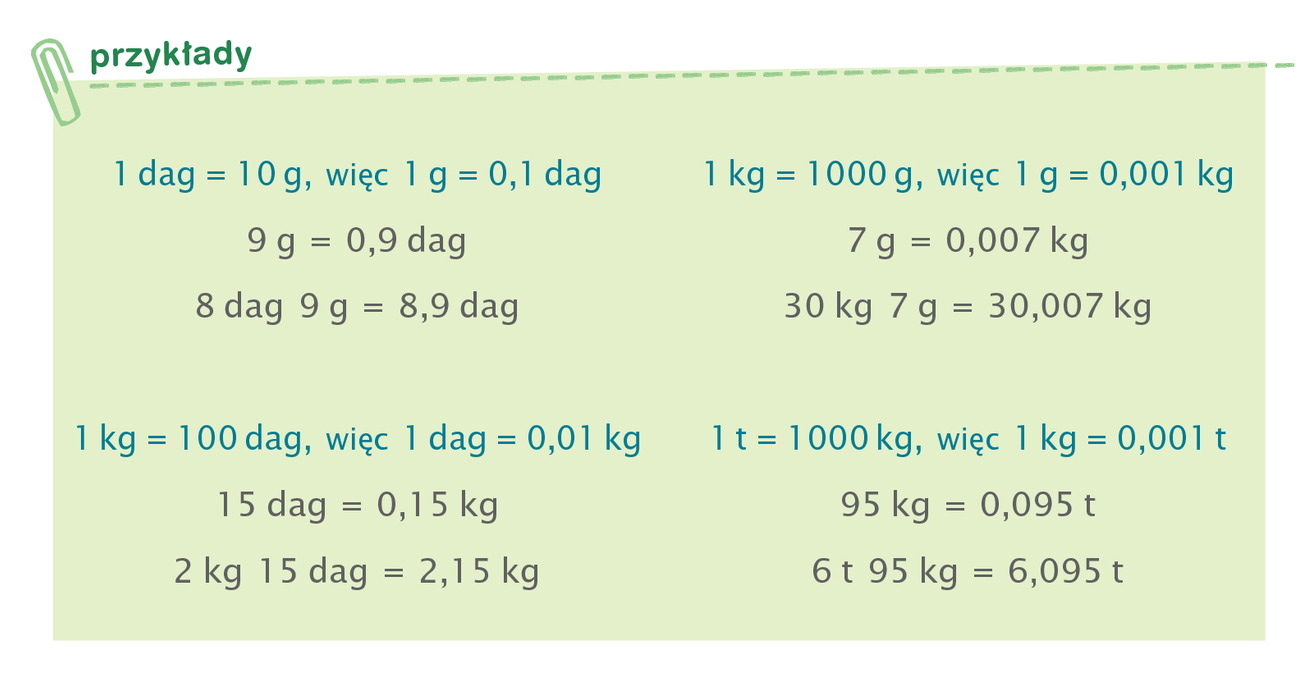 przykłady
1 dag = 10 g, więc 1 g = 0,1 dag
9 g = 0,9 dag
8 dag 9 g = 8,9 dag
1 kg = 1000 g, więc 1 g = 0,001 kg
7 g = 0,007 kg
30 kg 7 g = 30,007 kg
1 kg = 100 dag, więc 1 dag = 0,01 kg
15 dag = 0,15 kg
2 kg 15 dag = 2,15 kg
1 t = 1000 kg, więc 1 kg = 0,001 t
95 kg = 0,095 t
6 t 95 kg = 6,095 t